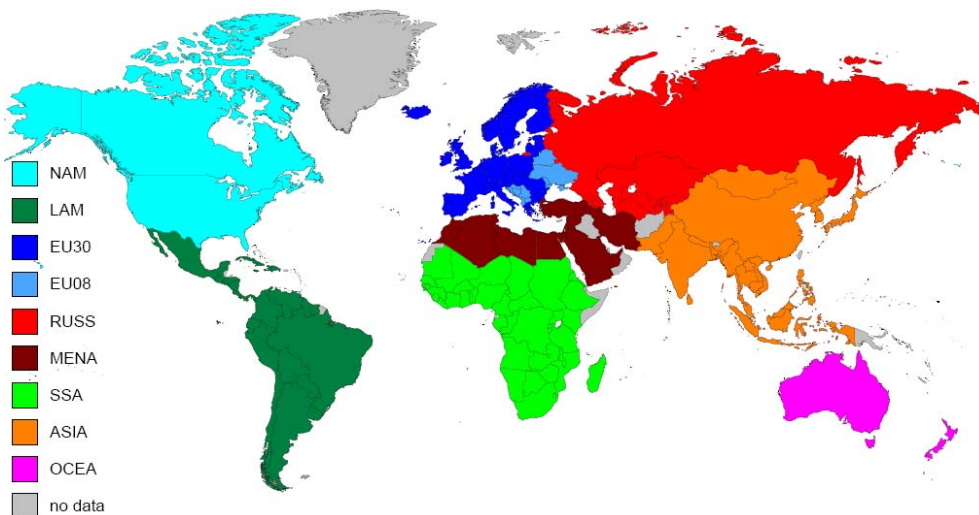 NAM
LAM
EU30
EU08
RUSS
MENA
SSA
ASIA
OCEA
no data